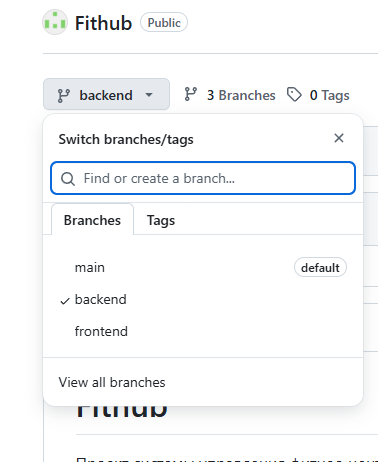 Fithub Public
backend 3 Branches 0 Tags
Switch branches/tags
Find or create a branch...
Branches Tags
main default
backend
frontend
View all branches
Fithub